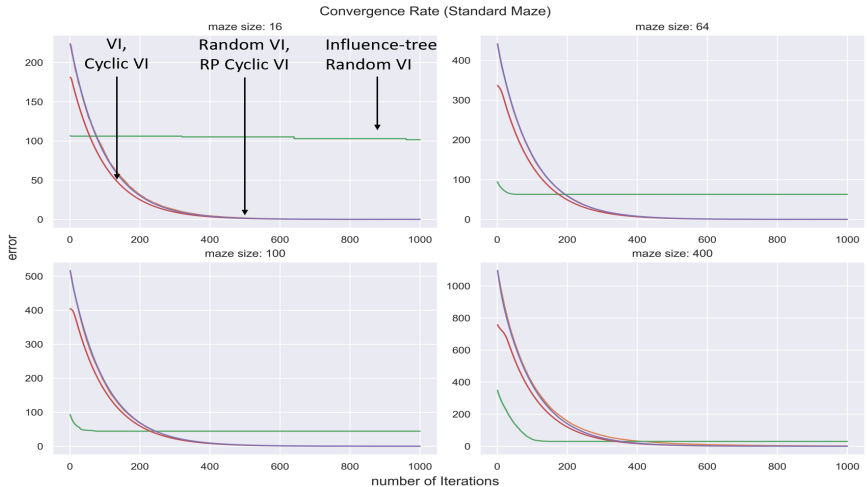 Convergence Rate (Standard Maze)
maze size: 16
VI,
Cyclic VI
Random VI,
RP Cyclic VI
Influence-tree
Random VI
200
150
100
50
0
0 200 400 600 800 1000
maze size: 64
400
300
200
100
0
0 200 400 600 800 1000
error
maze size: 100
500
400
300
200
100
0
0 200 400 600 800 1000
maze size: 400
1000
800
600
400
200
0
0 200 400 600 800 1000
number of Iterations